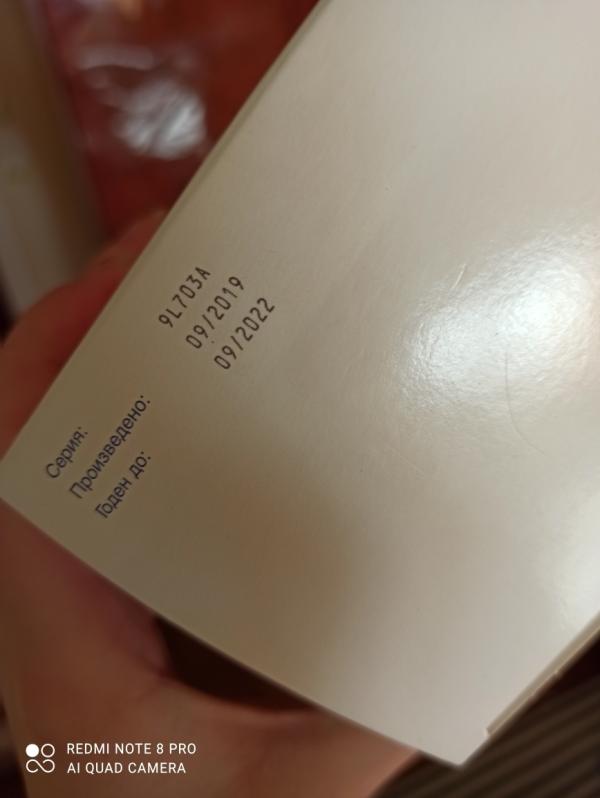 Серия: 9L703A
Произведено: 09/2019
Годен до: 09/2022
REDMI NOTE 8 PRO
AI QUAD CAMERA